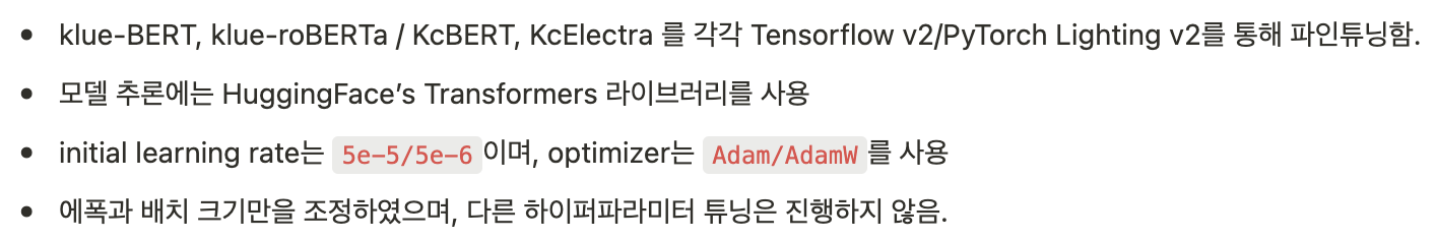 • klue-BERT, klue-roBERTa / KcBERT, KcElectra 를 각각 Tensorflow v2/PyTorch Lighting v2를 통해 파인튜닝함.
• 모델 추론에는 HuggingFace’s Transformers 라이브러리를 사용
• initial learning rate는 5e-5/5e-6 이며, optimizer는 Adam/AdamW 를 사용
• 에폭과 배치 크기만을 조정하였으며, 다른 하이퍼파라미터 튜닝은 진행하지 않음.